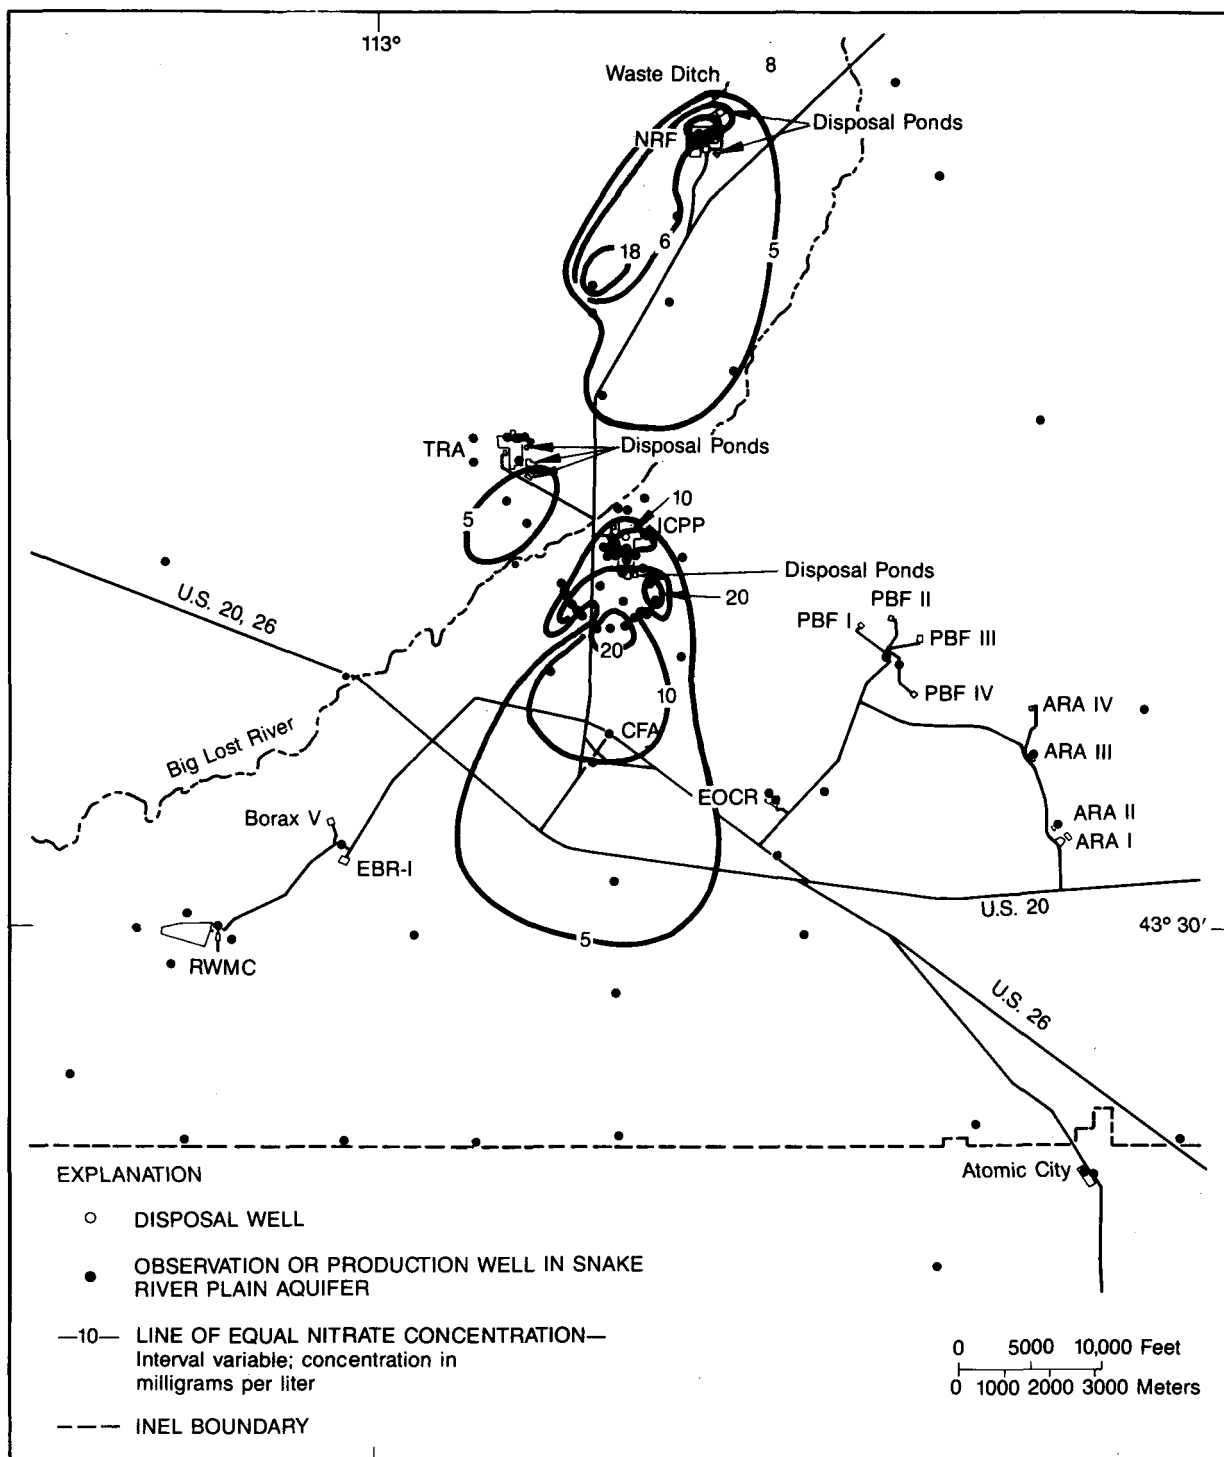 113°
Waste Ditch
8
Disposal Ponds
NRF
18
6
5
TRA
Disposal Ponds
10
5
ICPP
Disposal Ponds
20
PBF II
PBF I
PBF III
U.S. 20, 26
20
PBF IV
10
ARA IV
CFA
Big Lost River
ARA III
EOCR
Borax V
ARA II
ARA I
EBR-I
U.S. 20
43° 30'
5
RWMC
U.S. 26
Atomic City
EXPLANATION
DISPOSAL WELL
OBSERVATION OR PRODUCTION WELL IN SNAKE
RIVER PLAIN AQUIFER
—10— LINE OF EQUAL NITRATE CONCENTRATION—
Interval variable; concentration in
milligrams per liter
INEL BOUNDARY
0 5000 10,000 Feet
0 1000 2000 3000 Meters